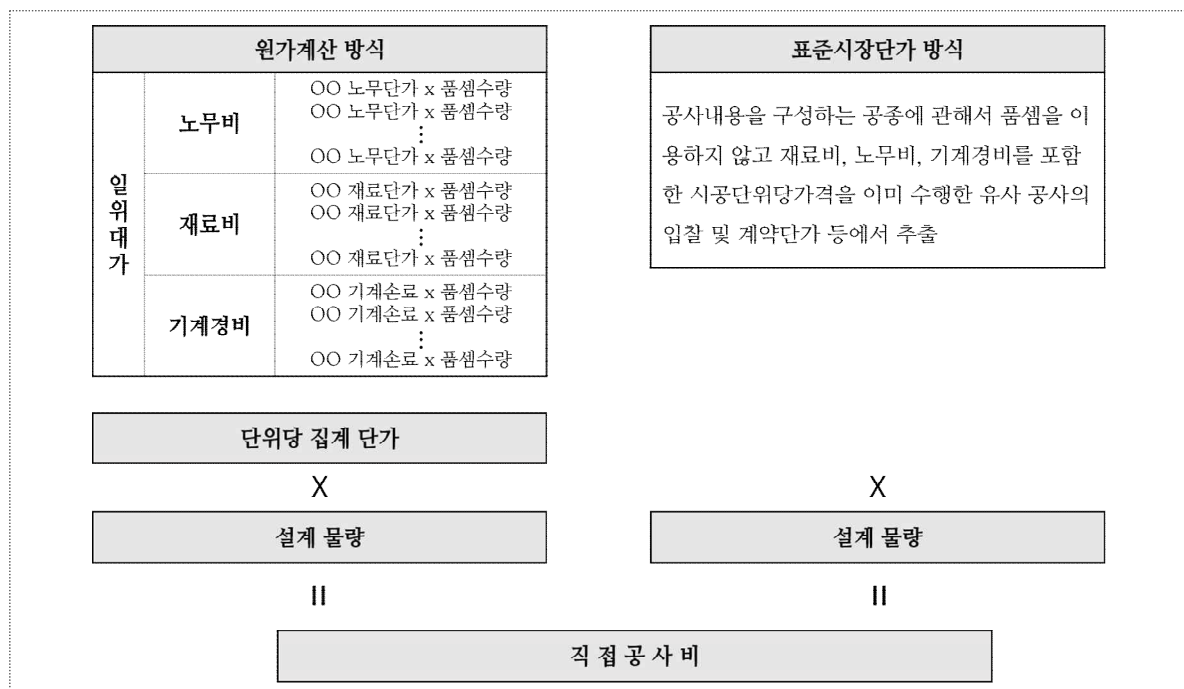 원가계산 방식
일위대가
노무비
OO 노무단가 x 품셈수량
OO 노무단가 x 품셈수량
⋮
OO 노무단가 x 품셈수량
재료비
OO 재료단가 x 품셈수량
OO 재료단가 x 품셈수량
⋮
OO 재료단가 x 품셈수량
기계경비
OO 기계손료 x 품셈수량
OO 기계손료 x 품셈수량
⋮
OO 기계손료 x 품셈수량
단위당 집계 단가
X
설계 물량
=
표준시장단가 방식
공사내용을 구성하는 공종에 관해서 품셈을 이
용하지 않고 재료비, 노무비, 기계경비를 포함
한 시공단위당가격을 이미 수행한 유사 공사의
입찰 및 계약단가 등에서 추출
X
설계 물량
=
직 접 공 사 비